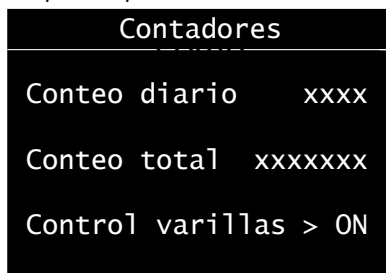 Contadores
Conteo diario xxxx
Conteo total xxxxxxx
Control varillas > ON